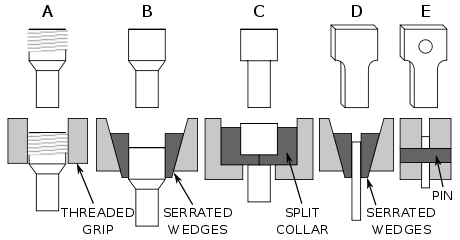 A B C D E
THREADED GRIP
SERRATED WEDGES
SPLIT COLLAR
SERRATED WEDGES
PIN